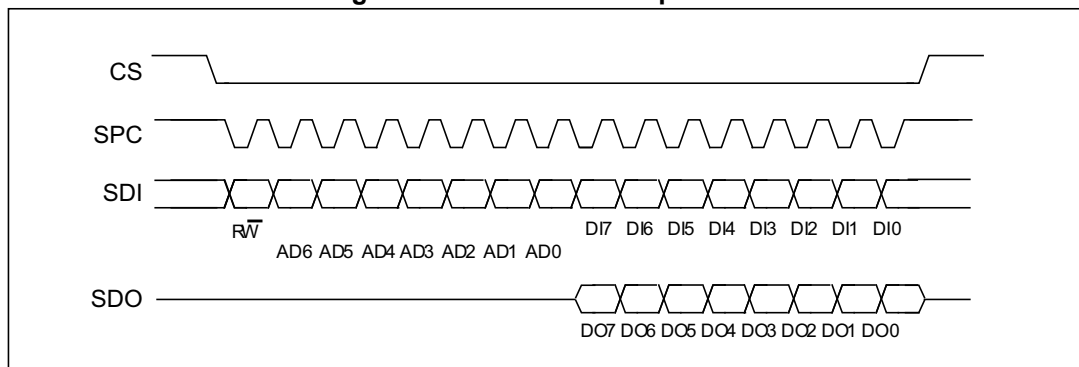 CS
SPC
SDI
RW
DI7 DI6 DI5 DI4 DI3 DI2 DI1 DI0
AD6 AD5 AD4 AD3 AD2 AD1 AD0
SDO
DO7 DO6 DO5 DO4 DO3 DO2 DO1 DO0